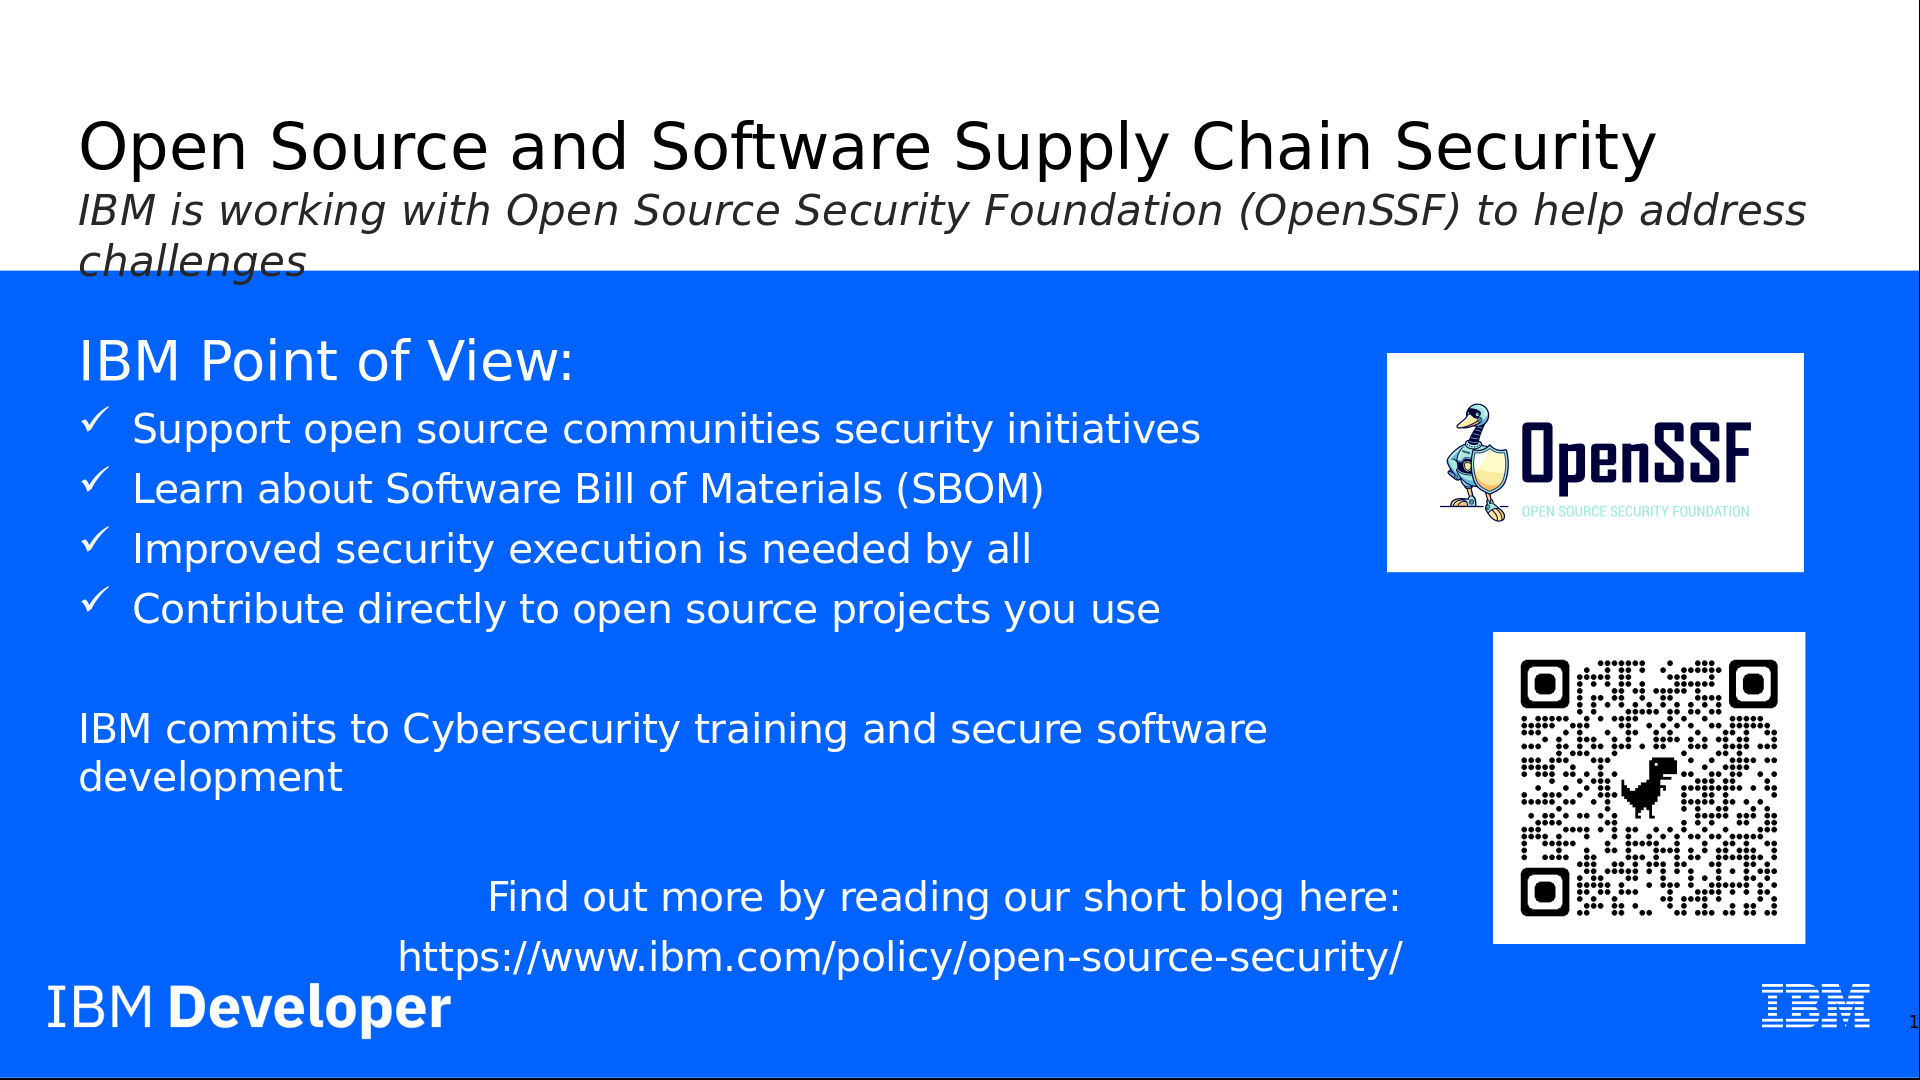 Open Source and Software Supply Chain Security
IBM is working with Open Source Security Foundation (OpenSSF) to help address
challenges
IBM Point of View:
✓ Support open source communities security initiatives
✓ Learn about Software Bill of Materials (SBOM)
✓ Improved security execution is needed by all
✓ Contribute directly to open source projects you use
OpenSSF
OPEN SOURCE SECURITY FOUNDATION
IBM commits to Cybersecurity training and secure software
development
Find out more by reading our short blog here:
https://www.ibm.com/policy/open-source-security/
IBM Developer
IBM
1